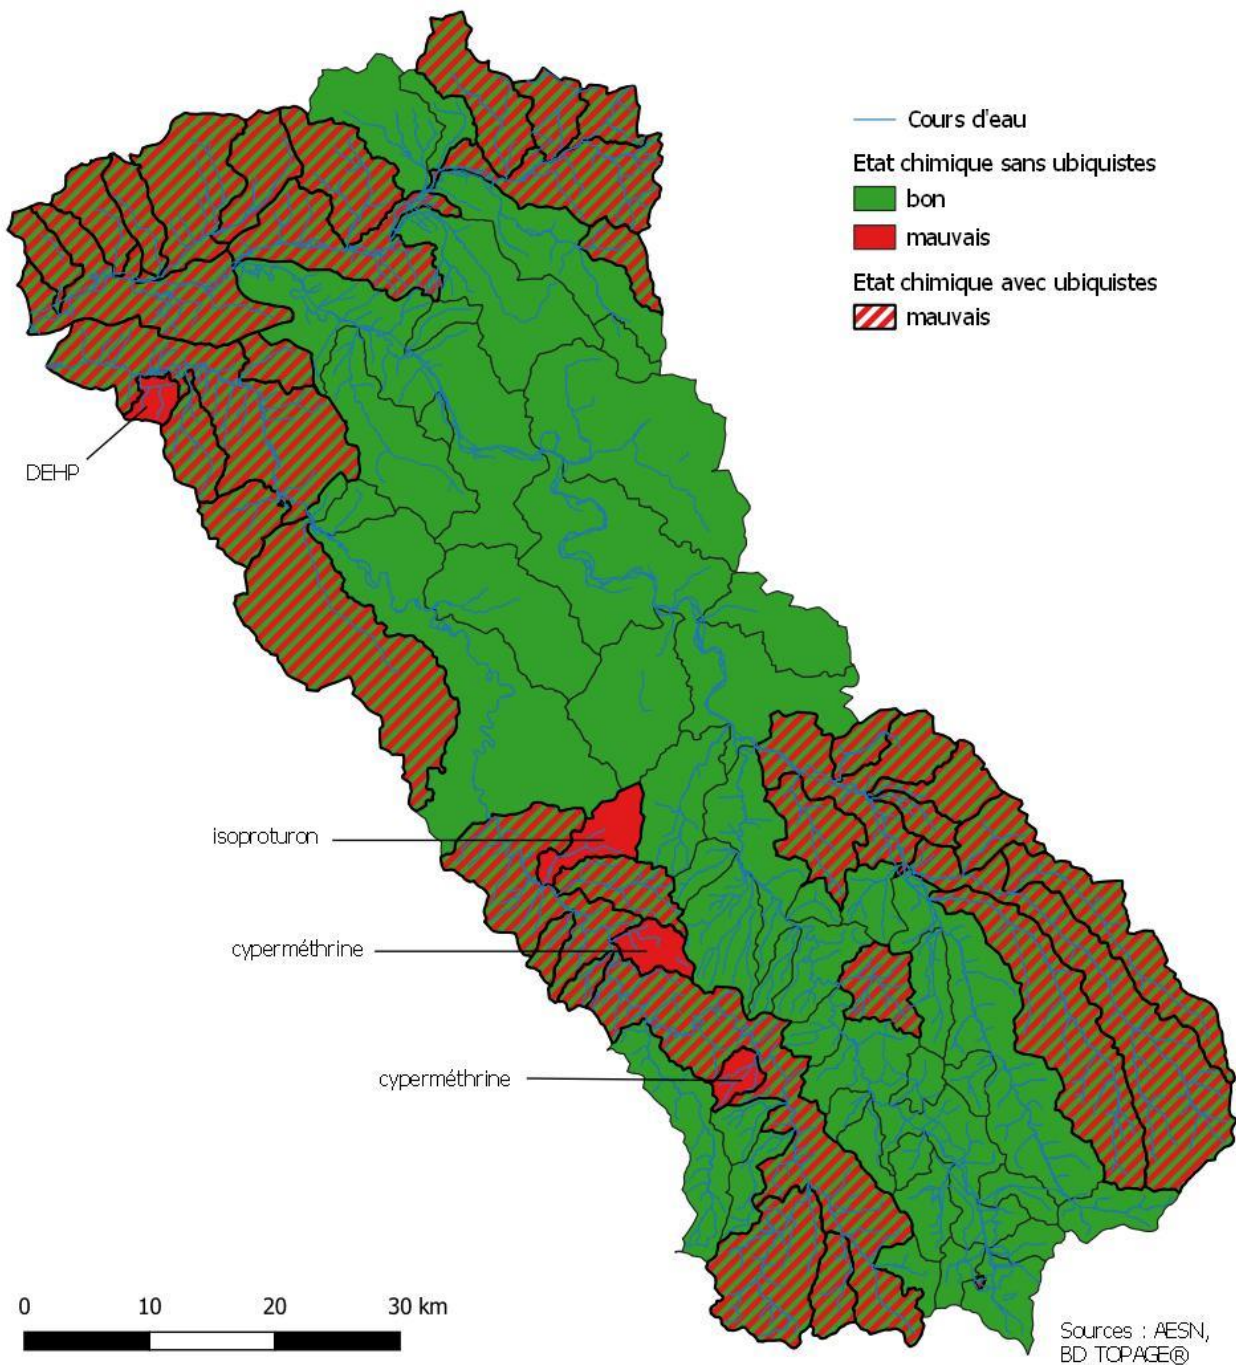 Cours d'eau
Etat chimique sans ubiquistes
bon
mauvais
Etat chimique avec ubiquistes
mauvais
DEHP
isoproturon
cyperméthrine
cyperméthrine
0 10 20 30 km
Sources : AESN,
BD TOPAGE®